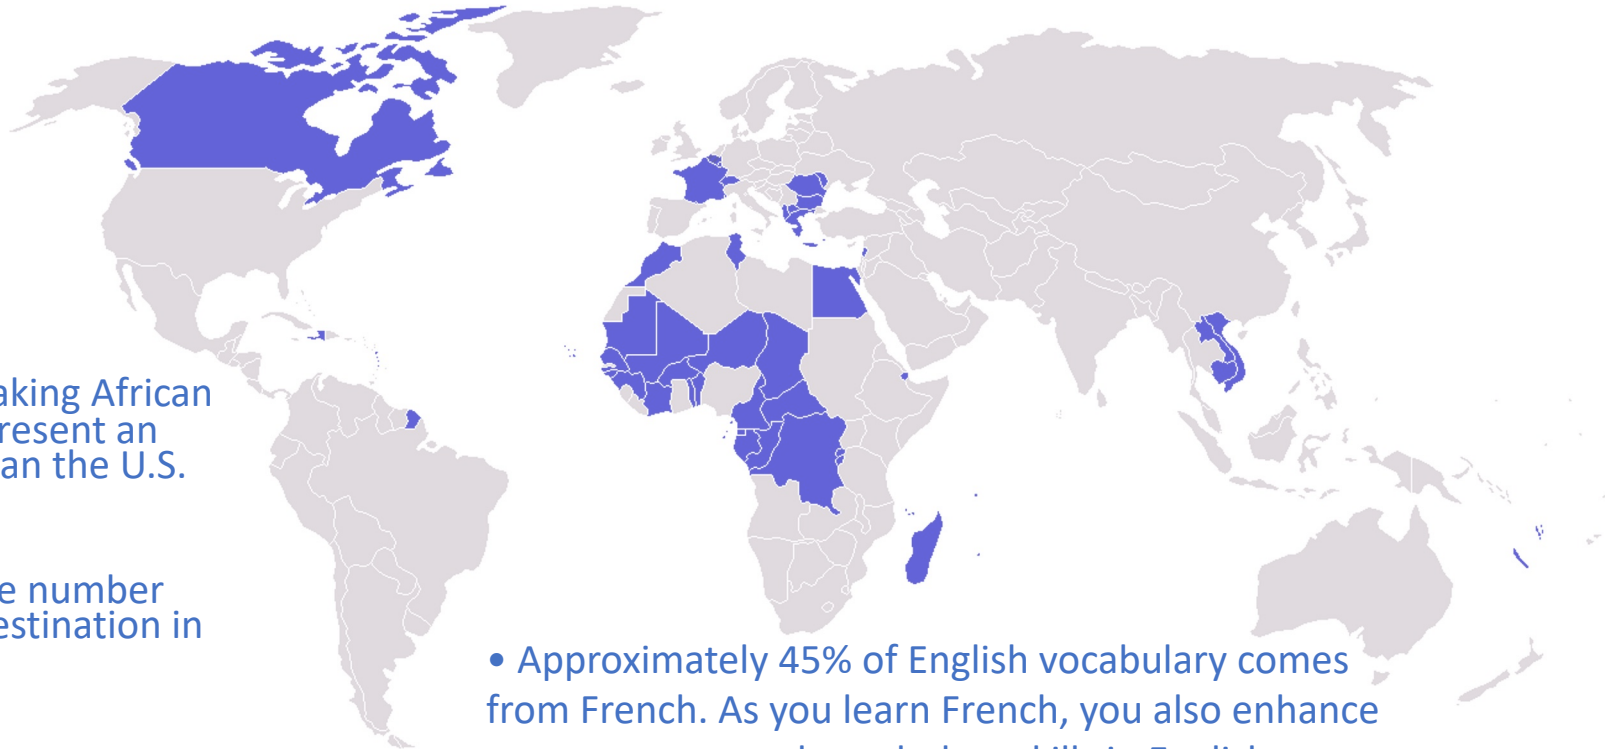 aking African
resent an
an the U.S.
e number
estination in
• Approximately 45% of English vocabulary comes
from French. As you learn French, you also enhance